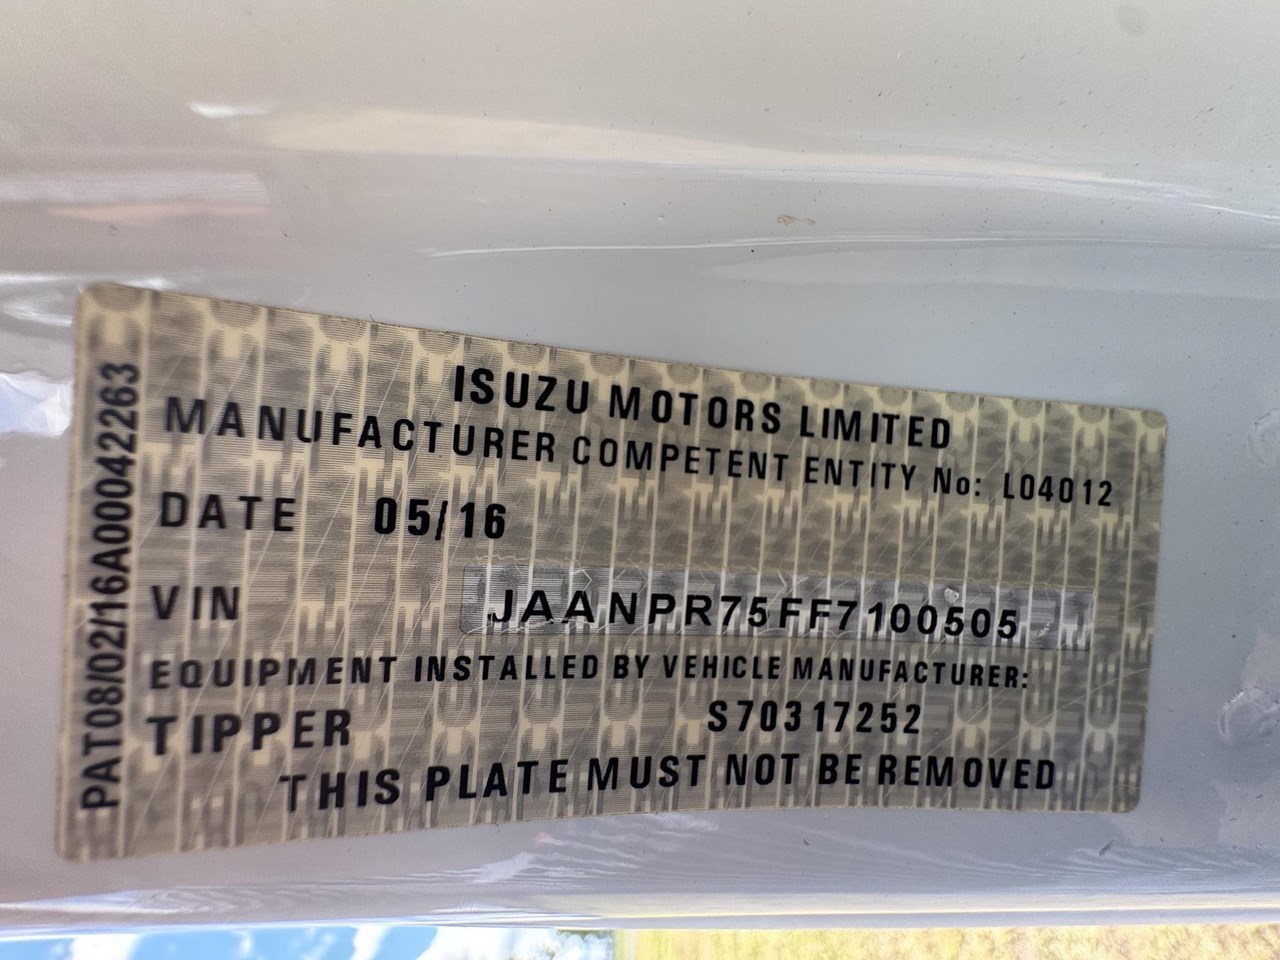 ISUZU MOTORS LIMITED
MANUFACTURER COMPETENT ENTITY No: L04012
DATE 05/16
VIN JAANPR75FF7100505
EQUIPMENT INSTALLED BY VEHICLE MANUFACTURER:
TIPPER S70317252
THIS PLATE MUST NOT BE REMOVED
PAT08/02/16A00042263